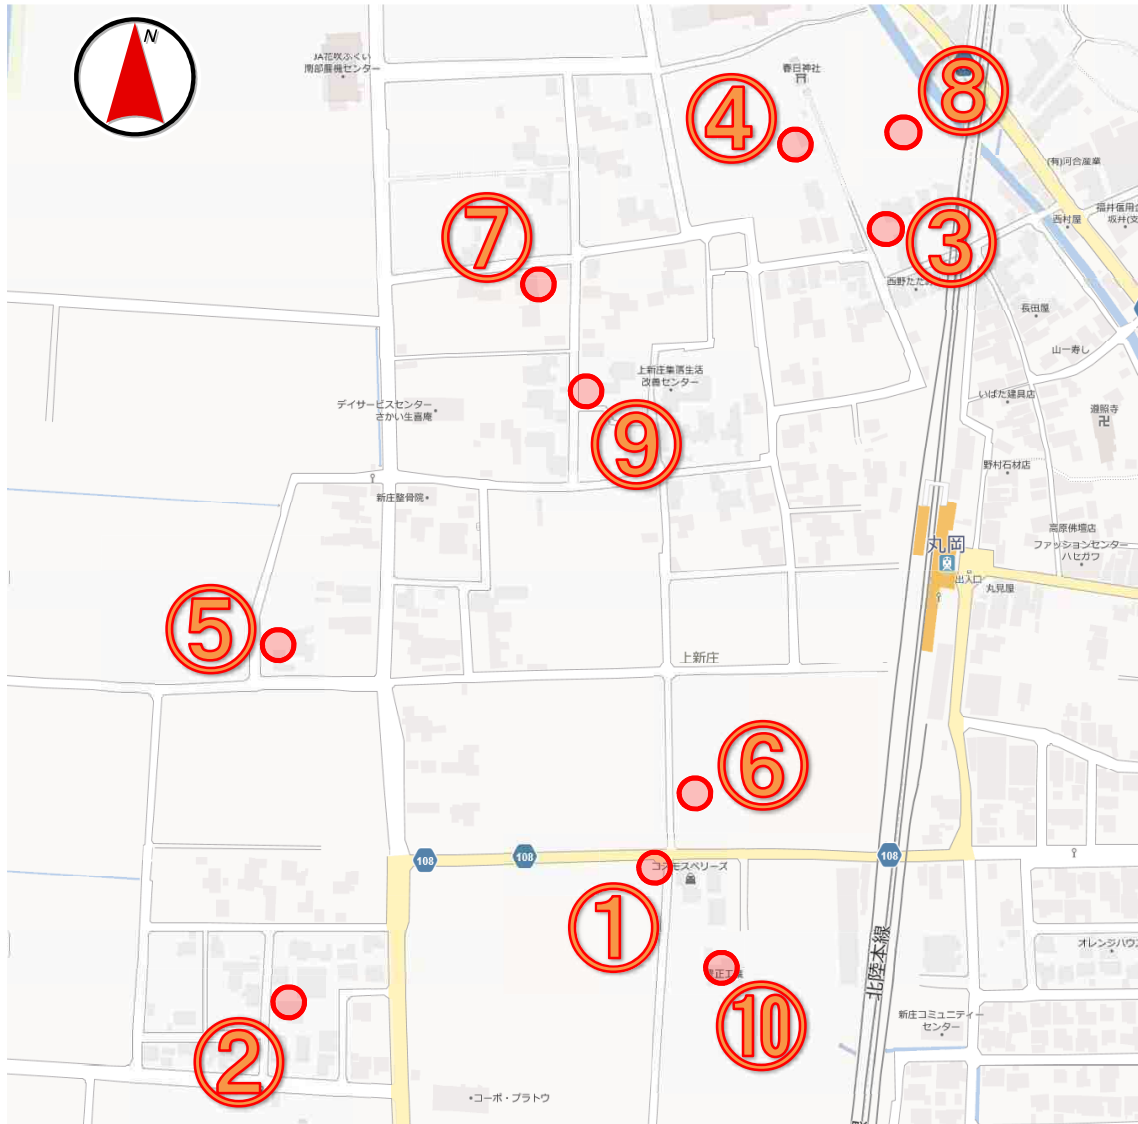 N
JA花咲ふくい
南部農機センター
春日神社
⑧
④
(有)河合産業
福井信用金
坂井(支
西村屋
⑦
③
西野たたみ
長田屋
山一寿し
上新庄集落生活
改善センター
デイサービスセンター
さかい生喜庵
いばた建具店
遊照寺
卍
⑨
野村石材店
新庄整骨院
高原佛壇店
ファッションセンター
ハセガワ
丸岡
出入口
丸見屋
⑤
上新庄
⑥
108
108
108
コスモスベリーズ
①
北陸本線
オレンジハウス
②
⑩
新庄コミュニティー
センター
コーポ・プラトウ